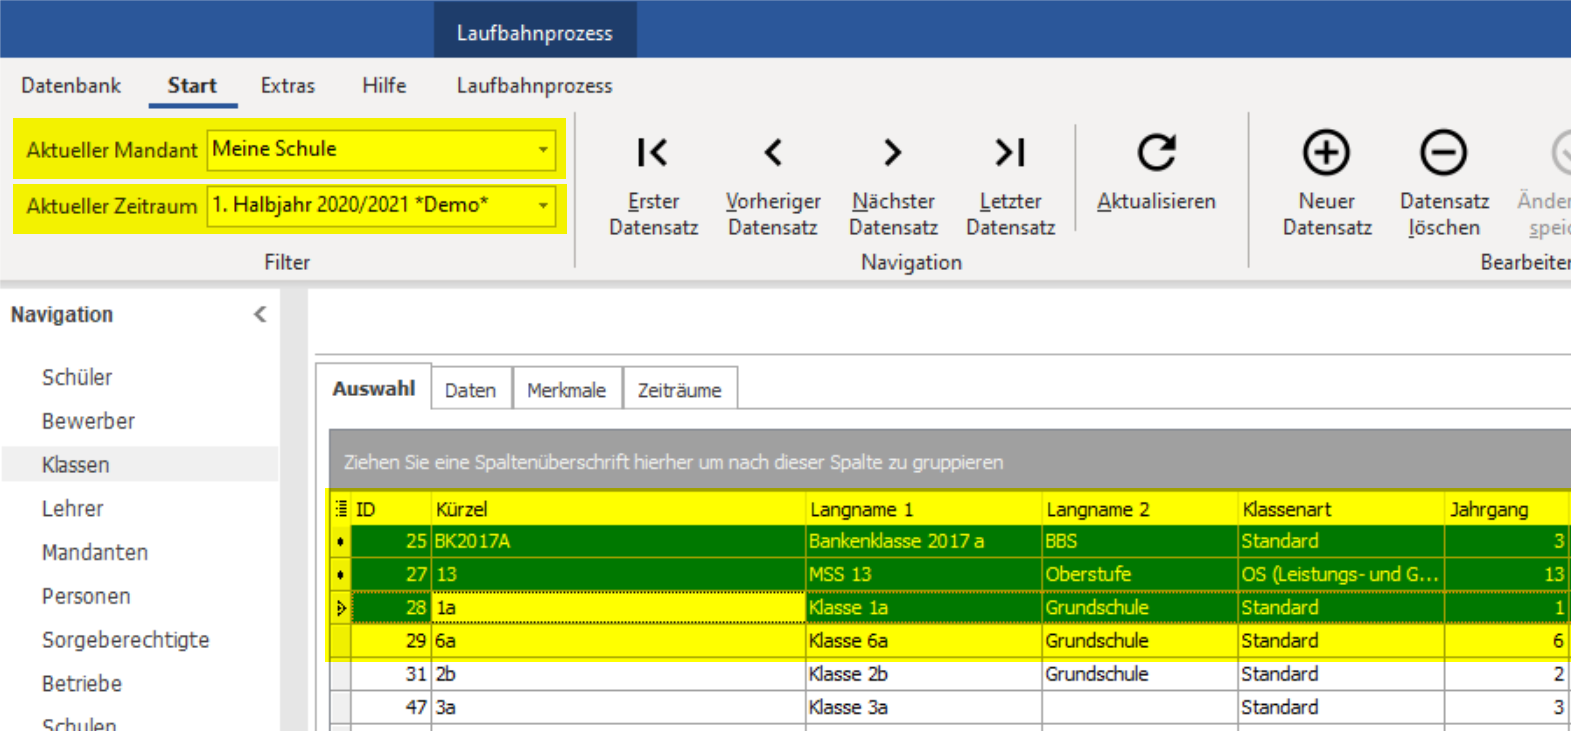 Laufbahnprozess
Datenbank Start Extras Hilfe Laufbahnprozess
Aktueller Mandant Meine Schule
Aktueller Zeitraum 1. Halbjahr 2020/2021 *Demo*
Filter
Erster Datensatz
Vorheriger Datensatz
Nächster Datensatz
Letzter Datensatz
Navigation
Aktualisieren
Neuer Datensatz
Datensatz löschen
Änder
speic
Bearbeiter
Navigation
Schüler
Bewerber
Klassen
Lehrer
Mandanten
Personen
Sorgeberechtigte
Betriebe
Schulen
Auswahl Daten Merkmale Zeiträume
Ziehen Sie eine Spaltenüberschrift hierher um nach dieser Spalte zu gruppieren
ID Kürzel Langname 1 Langname 2 Klassenart Jahrgang
25 BK2017A Bankenklasse 2017 a BBS Standard 3
27 13 MSS 13 Oberstufe OS (Leistungs- und G... 13
28 1a Klasse 1a Grundschule Standard 1
29 6a Klasse 6a Grundschule Standard 6
31 2b Klasse 2b Grundschule Standard 2
47 3a Klasse 3a Standard 3